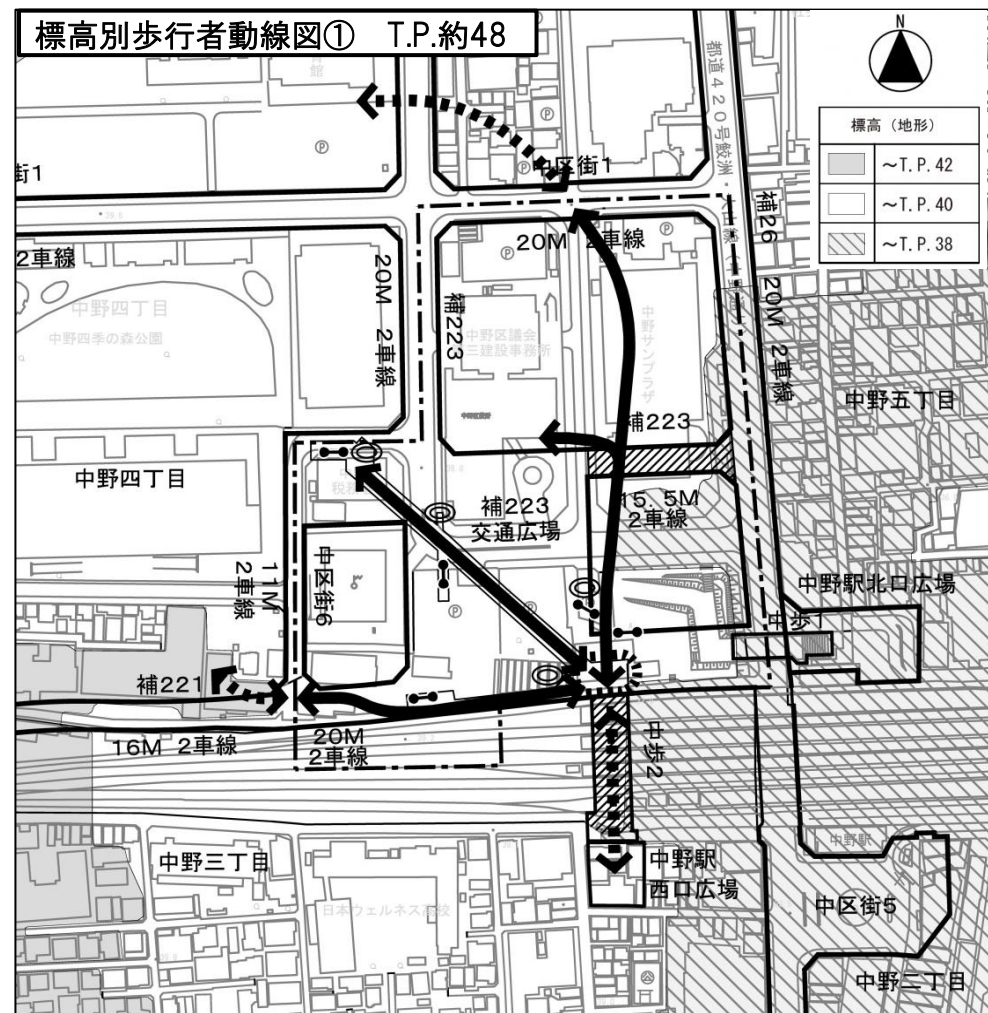 標高別歩行者動線図① T.P.約48
N
標高（地形）
～T.P.42
～T.P.40
～T.P.38
都道420号鮫洲
館
Ⓟ
Ⓟ
街1
中区街1
補26
2車線
20M 2車線
Ⓟ
Ⓟ
20M 2車線
20M 2車線
補223
中野四丁目
中野四季の森公園
中野区議会
三建設事務所
中野サンプラザ
中野五丁目
補223
中野四丁目
15.5M
2車線
補223
交通広場
11M
2車線
中区街6
中野駅北口広場
中歩1
Ⓟ
Ⓟ
補221
16M 2車線
20M
2車線
中歩2
中野三丁目
中野駅
西口広場
中野駅
中区街5
日本ウェルネス高校
中野二丁目